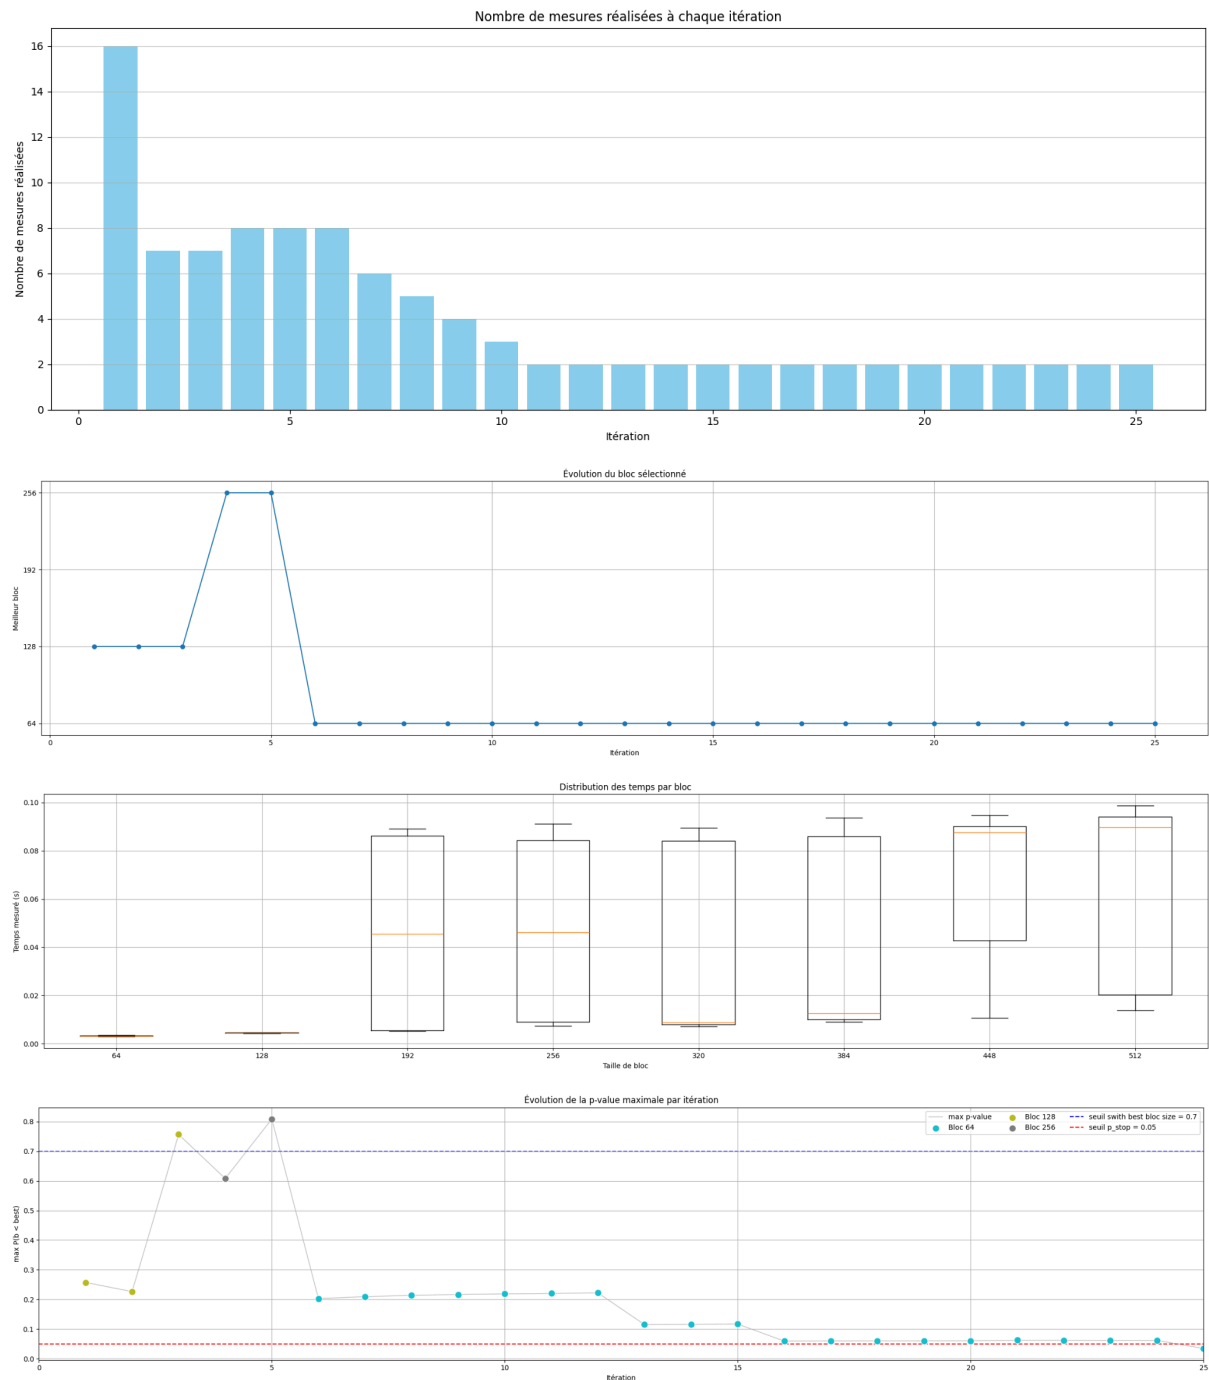 Nombre de mesures réalisées à chaque itération
Nombre de mesures réalisées
16
14
12
10
8
6
4
2
0
0 5 10 15 20 25
Itération
Évolution du bloc sélectionné
Meilleur bloc
256
192
128
64
0 5 10 15 20 25
Itération
Distribution des temps par bloc
Temps mesuré (s)
0.10
0.08
0.06
0.04
0.02
0.00
64 128 192 256 320 384 448 512
Taille de bloc
Évolution de la p-value maximale par itération
max p-value Bloc 128 seuil swith best bloc size = 0.7
Bloc 64 Bloc 256 seuil p_stop = 0.05
max P(b < best)
0.8
0.7
0.6
0.5
0.4
0.3
0.2
0.1
0.0
0 5 10 15 20 25
Itération